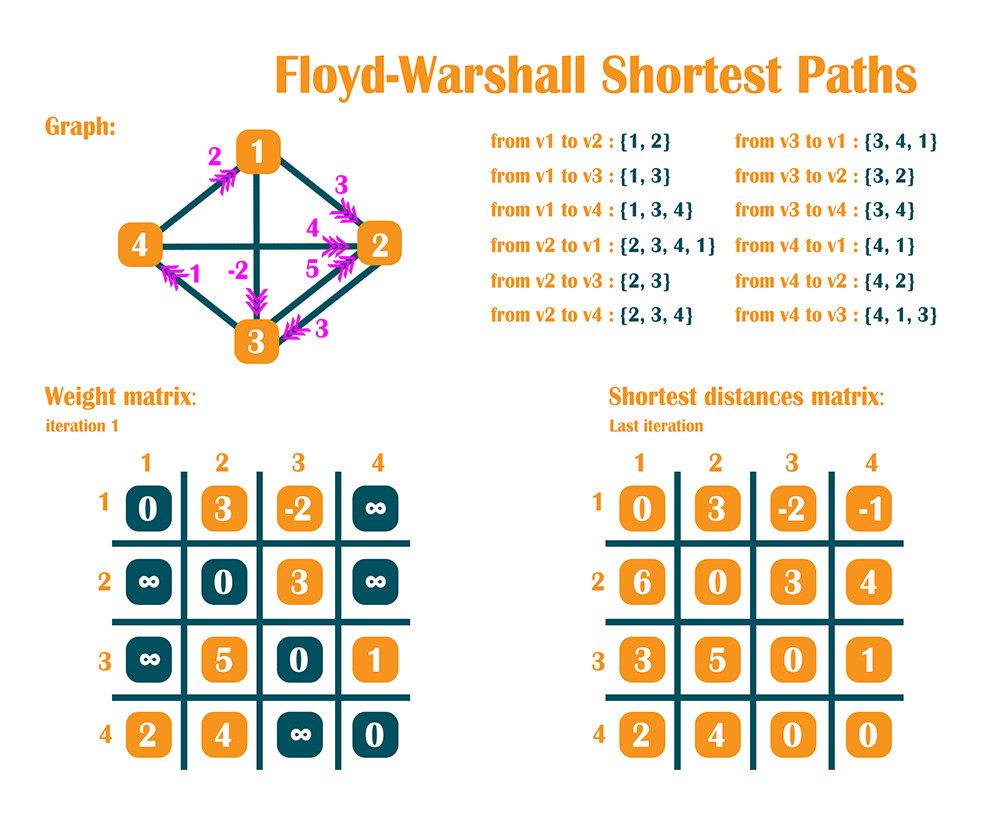 Floyd-Warshall Shortest Paths
Graph:
1
2
3
4
4
2
1
-2
5
3
3
from v1 to v2 : {1, 2}
from v1 to v3 : {1, 3}
from v1 to v4 : {1, 3, 4}
from v2 to v1 : {2, 3, 4, 1}
from v2 to v3 : {2, 3}
from v2 to v4 : {2, 3, 4}
from v3 to v1 : {3, 4, 1}
from v3 to v2 : {3, 2}
from v3 to v4 : {3, 4}
from v4 to v1 : {4, 1}
from v4 to v2 : {4, 2}
from v4 to v3 : {4, 1, 3}
Weight matrix:
iteration 1
1 2 3 4
1 0 3 -2 ∞
2 ∞ 0 3 ∞
3 ∞ 5 0 1
4 2 4 ∞ 0
Shortest distances matrix:
Last iteration
1 2 3 4
1 0 3 -2 -1
2 6 0 3 4
3 3 5 0 1
4 2 4 0 0